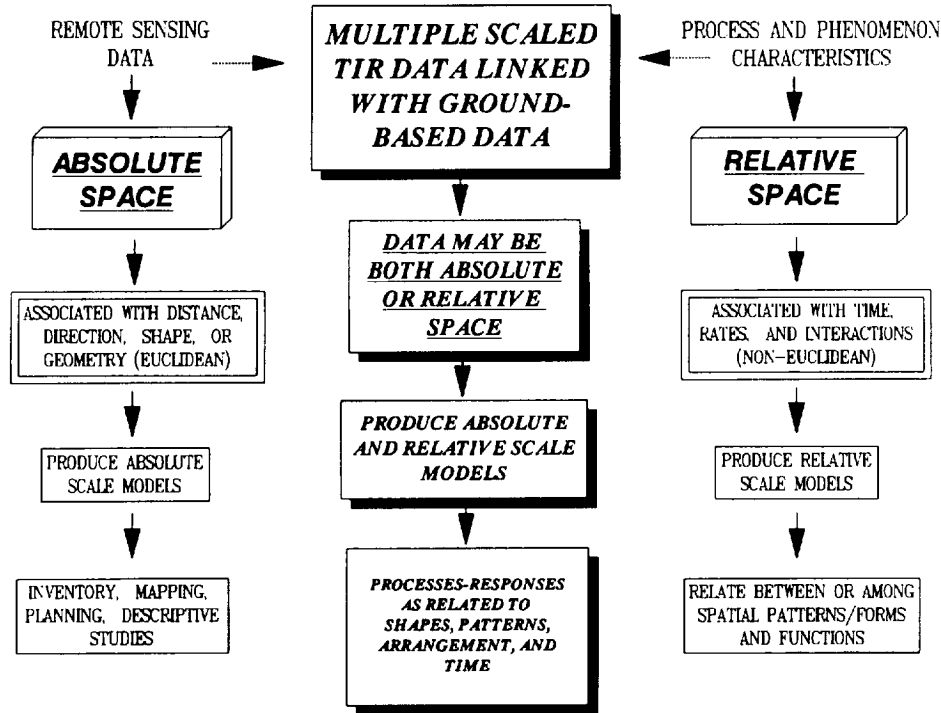 REMOTE SENSING
DATA
ABSOLUTE
SPACE
ASSOCIATED WITH DISTANCE,
DIRECTION, SHAPE, OR
GEOMETRY (EUCLIDEAN)
PRODUCE ABSOLUTE
SCALE MODELS
INVENTORY, MAPPING,
PLANNING, DESCRIPTIVE
STUDIES
MULTIPLE SCALED
TIR DATA LINKED
WITH GROUND-
BASED DATA
DATA MAY BE
BOTH ABSOLUTE
OR RELATIVE
SPACE
PRODUCE ABSOLUTE
AND RELATIVE SCALE
MODELS
PROCESSES-RESPONSES
AS RELATED TO
SHAPES, PATTERNS,
ARRANGEMENT, AND
TIME
PROCESS AND PHENOMENON
CHARACTERISTICS
RELATIVE
SPACE
ASSOCIATED WITH TIME,
RATES, AND INTERACTIONS
(NON-EUCLIDEAN)
PRODUCE RELATIVE
SCALE MODELS
RELATE BETWEEN OR AMONG
SPATIAL PATTERNS/FORMS
AND FUNCTIONS